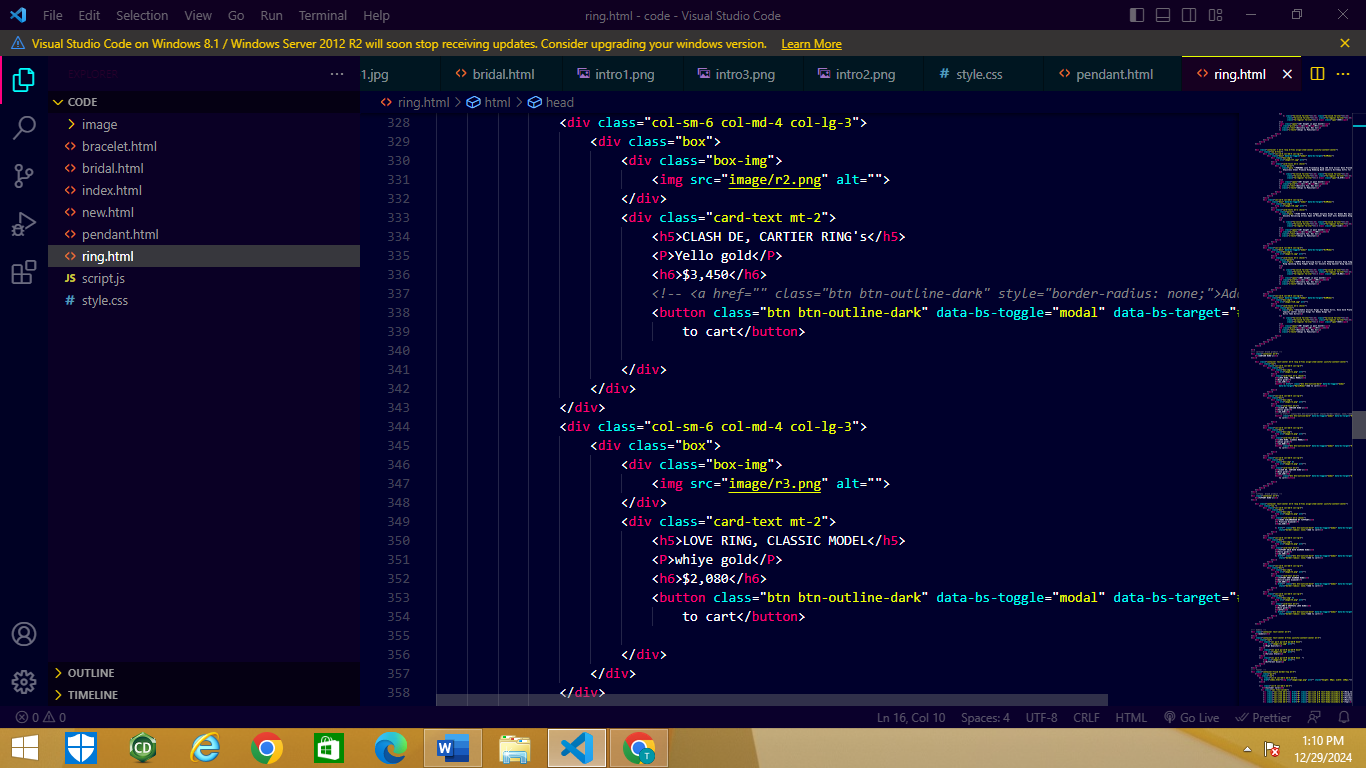 File Edit Selection View Go Run Terminal Help
ring.html - code - Visual Studio Code
Visual Studio Code on Windows 8.1 / Windows Server 2012 R2 will soon stop receiving updates. Consider upgrading your windows version. Learn More
EXPLORER
1.jpg bridal.html intro1.png intro3.png intro2.png style.css pendant.html ring.html
CODE
image
bracelet.html
bridal.html
index.html
new.html
pendant.html
ring.html
JS script.js
# style.css
OUTLINE
TIMELINE
ring.html > html > head
328 <div class="col-sm-6 col-md-4 col-lg-3">
329 <div class="box">
330 <div class="box-img">
331 <img src="image/r2.png" alt="">
332 </div>
333 <div class="card-text mt-2">
334 <h5>CLASH DE, CARTIER RING's</h5>
335 <P>Yello gold</P>
336 <h6>$3,450</h6>
337 <!-- <a href="" class="btn btn-outline-dark" style="border-radius: none;">Ad
338 <button class="btn btn-outline-dark" data-bs-toggle="modal" data-bs-target="#
339 to cart</button>
340
341 </div>
342 </div>
343 </div>
344 <div class="col-sm-6 col-md-4 col-lg-3">
345 <div class="box">
346 <div class="box-img">
347 <img src="image/r3.png" alt="">
348 </div>
349 <div class="card-text mt-2">
350 <h5>LOVE RING, CLASSIC MODEL</h5>
351 <P>whiye gold</P>
352 <h6>$2,080</h6>
353 <button class="btn btn-outline-dark" data-bs-toggle="modal" data-bs-target="#
354 to cart</button>
355
356 </div>
357 </div>
358 </div>
0 0
Ln 16, Col 10 Spaces: 4 UTF-8 CRLF HTML Go Live Prettier
CD
T
1:10 PM
12/29/2024